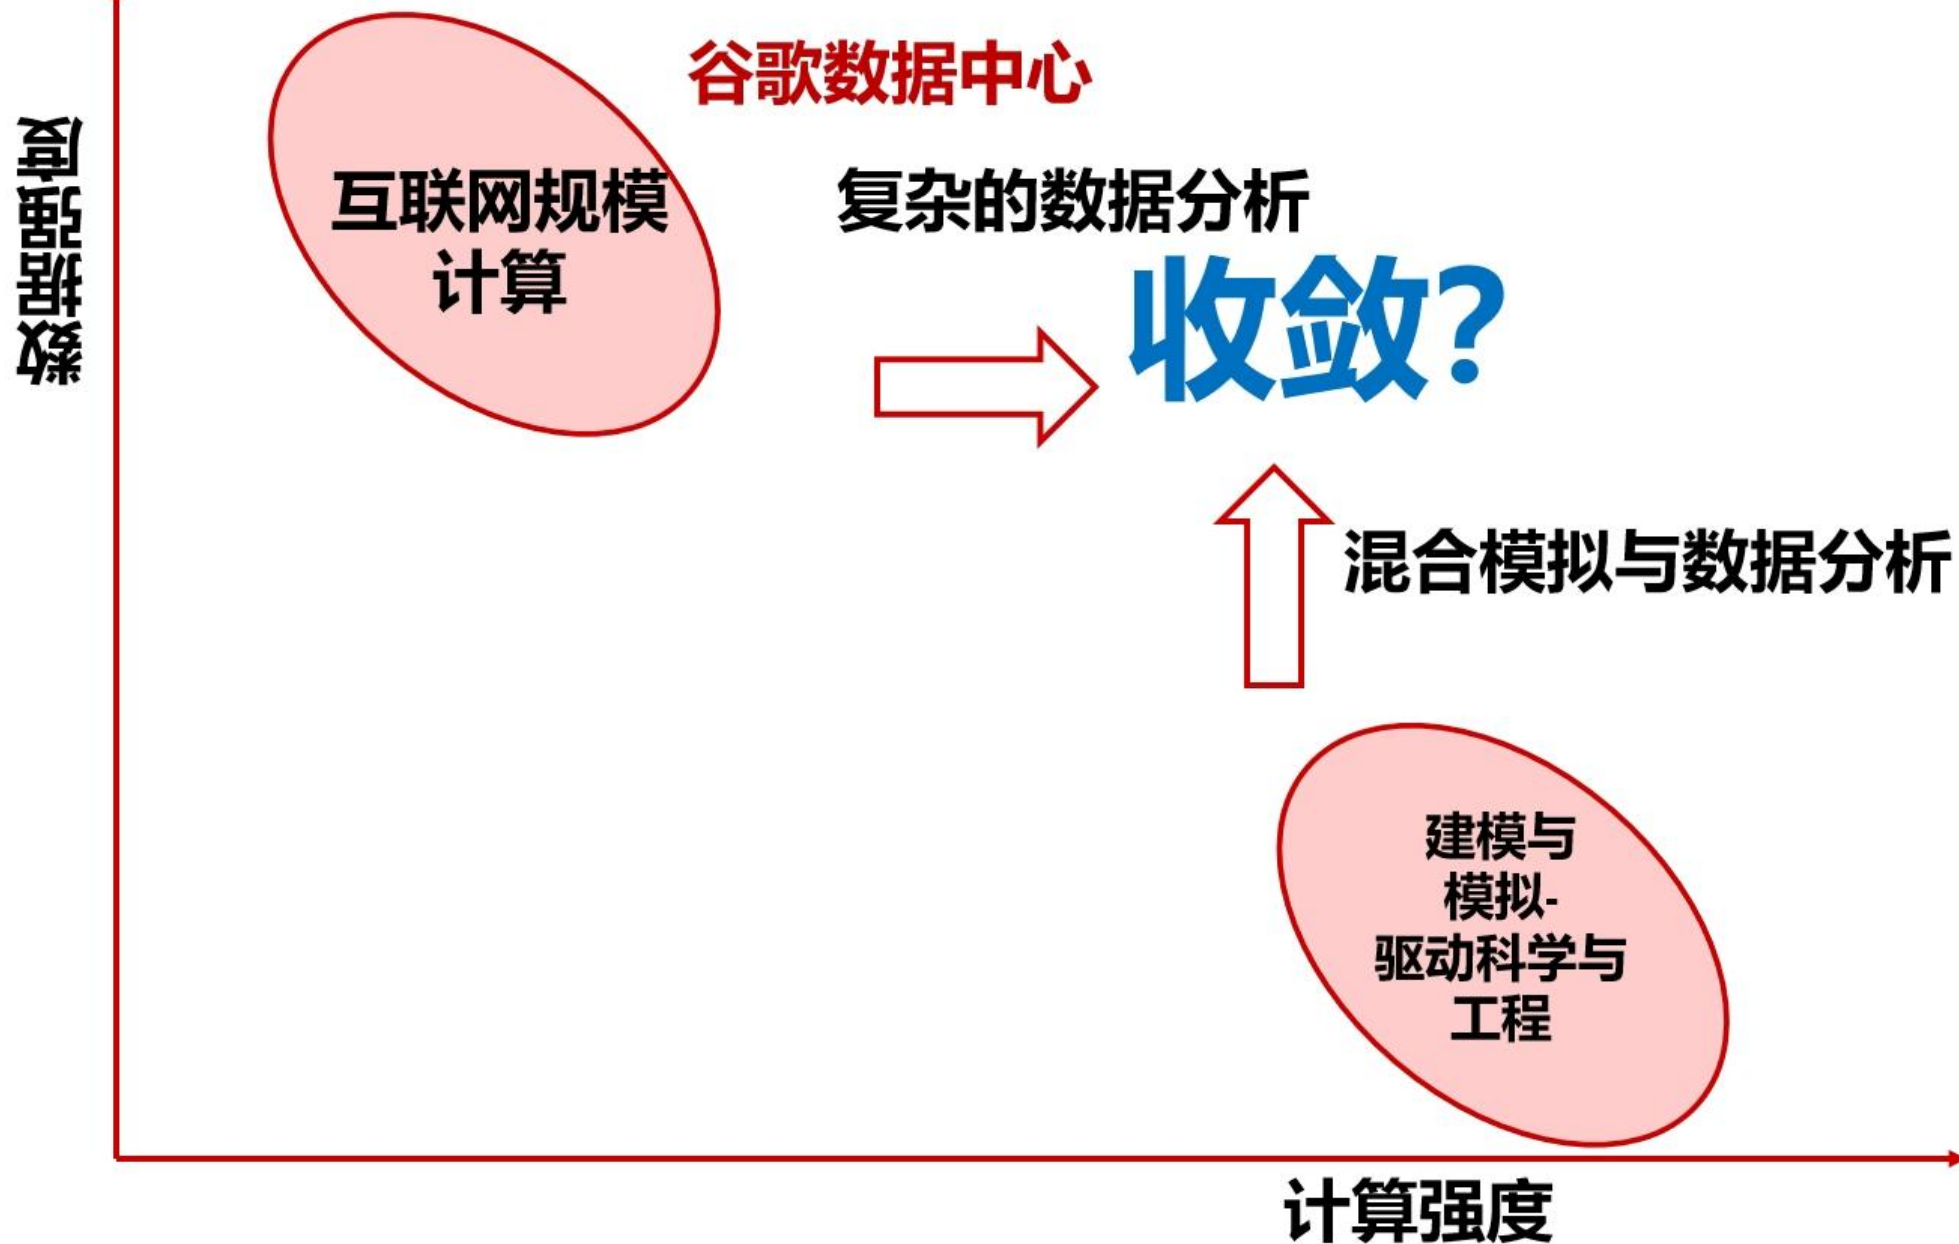 谷歌数据中心
互联网规模
计算
复杂的数据分析
收敛?
数据强度
混合模拟与数据分析
建模与
模拟-
驱动科学与
工程
计算强度